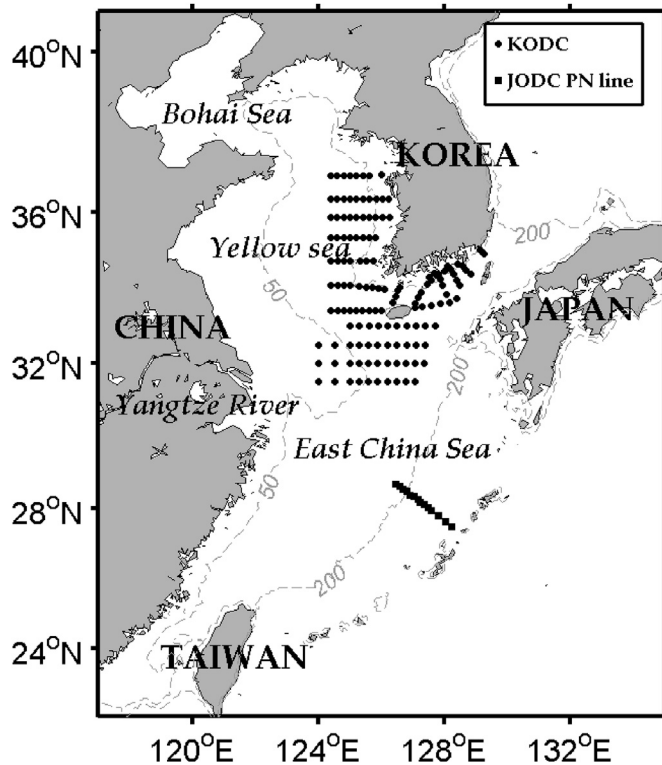 40°N
KODC
JODC PN line
Bohai Sea
KOREA
36°N
200
Yellow sea
50
CHINA
JAPAN
32°N
200
Yangtze River
East China Sea
50
28°N
200
24°N
TAIWAN
120°E 124°E 128°E 132°E